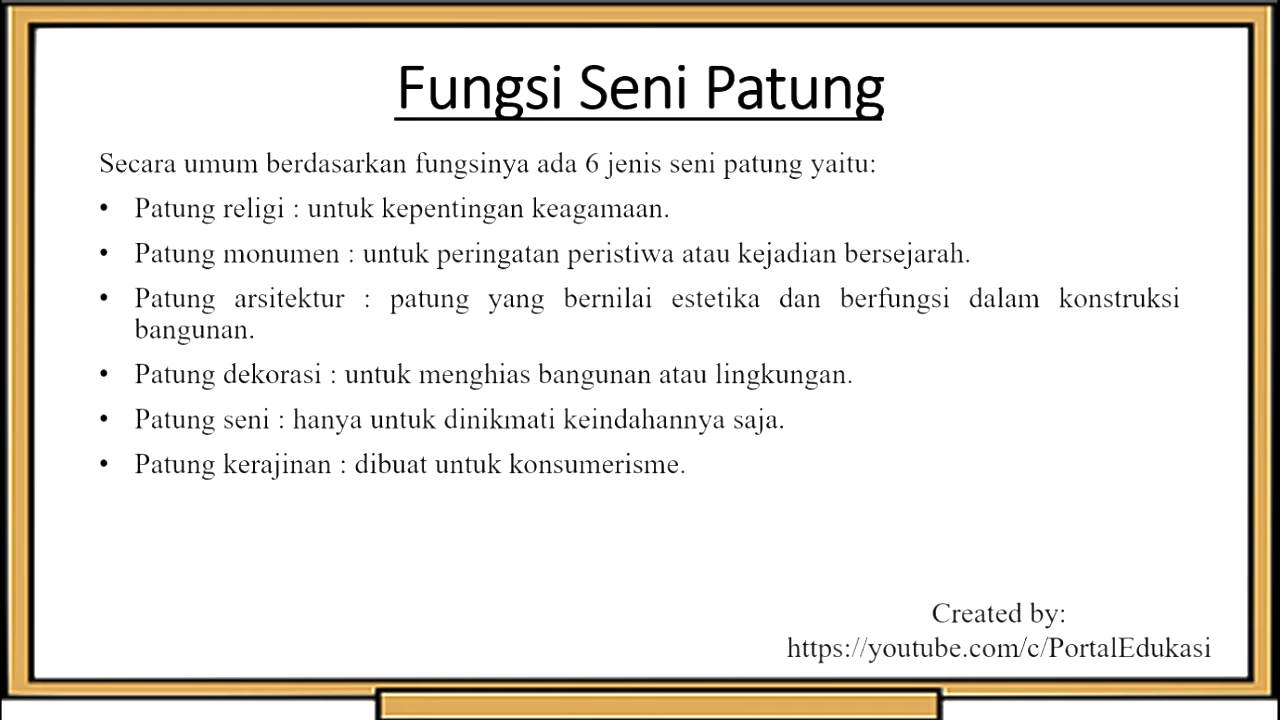 Fungsi Seni Patung
Secara umum berdasarkan fungsinya ada 6 jenis seni patung yaitu:
• Patung religi : untuk kepentingan keagamaan.
• Patung monumen : untuk peringatan peristiwa atau kejadian bersejarah.
• Patung arsitektur : patung yang bernilai estetika dan berfungsi dalam konstruksi
bangunan.
• Patung dekorasi : untuk menghias bangunan atau lingkungan.
• Patung seni : hanya untuk dinikmati keindahannya saja.
• Patung kerajinan : dibuat untuk konsumerisme.
Created by:
https://youtube.com/c/PortalEdukasi